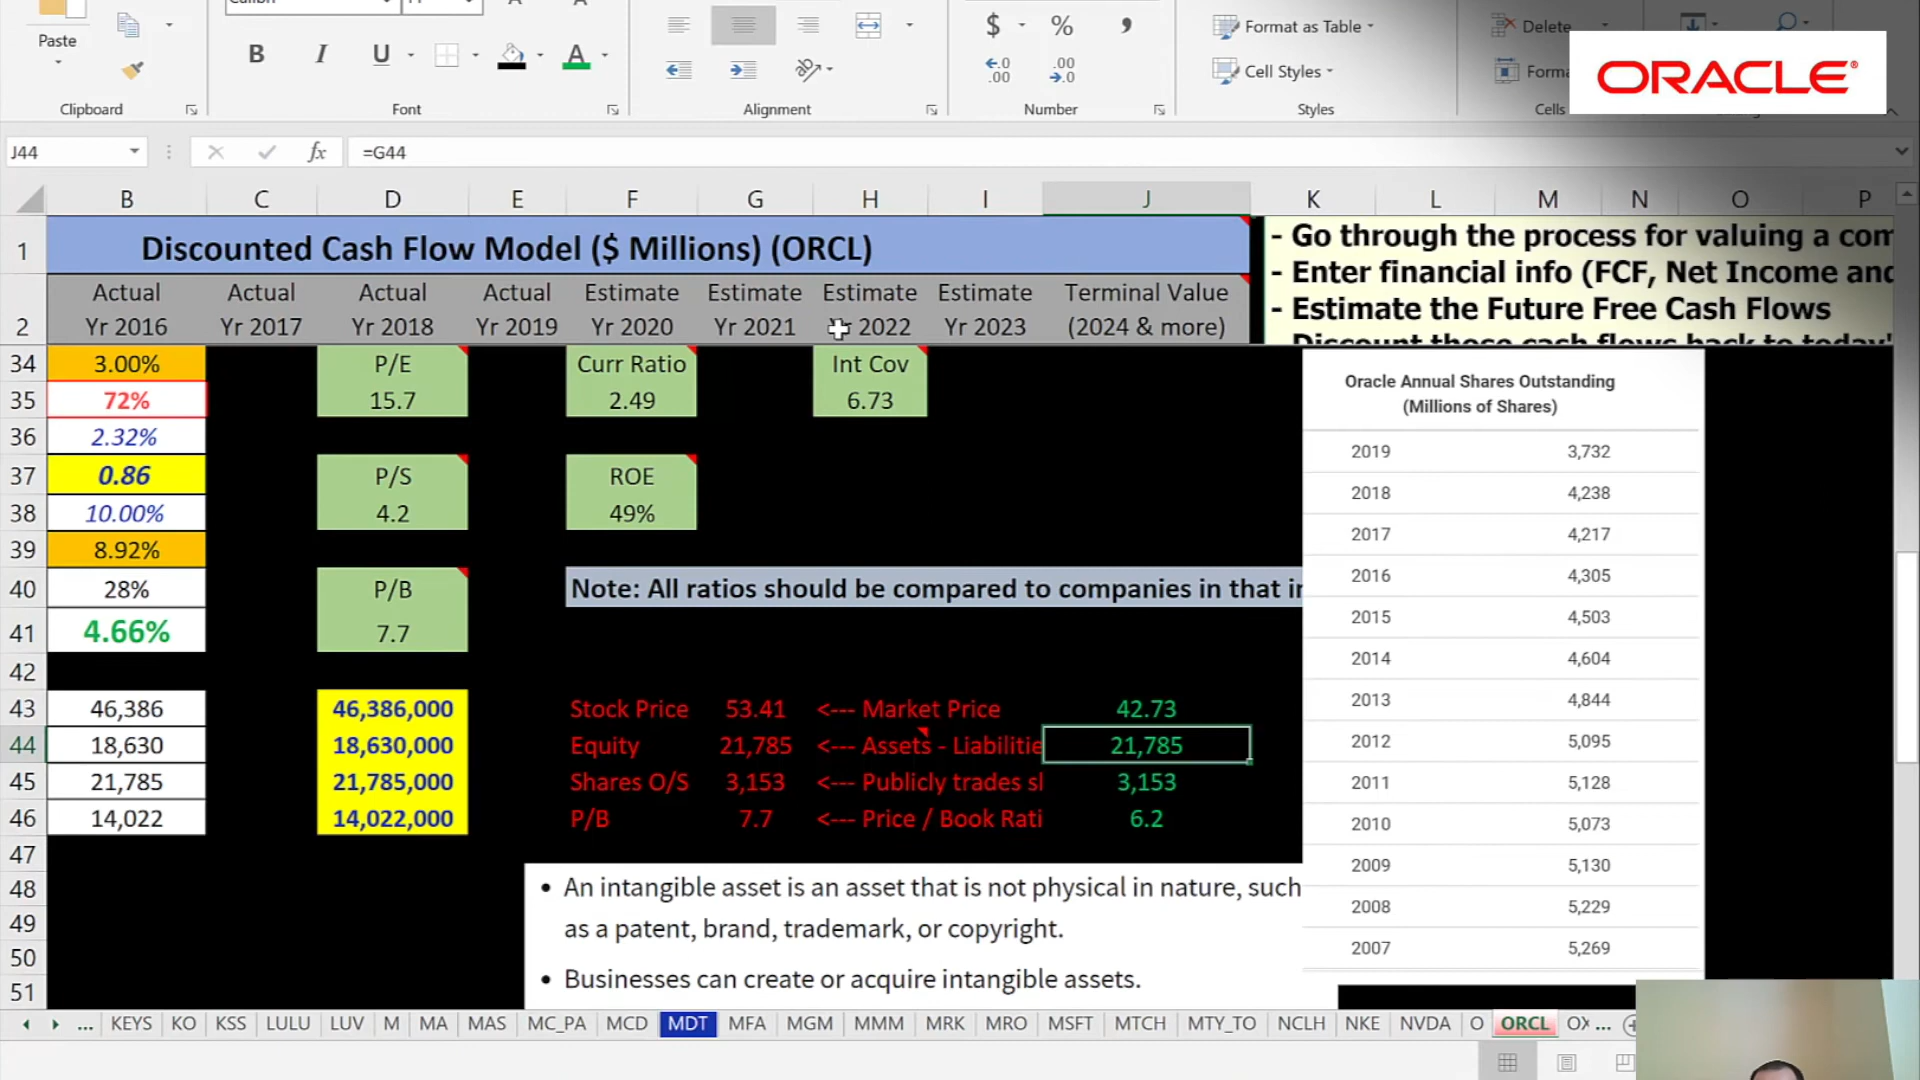 Paste
Clipboard
B I U
Font
A
Alignment
$ % ,
.00
Number
Format as Table
Cell Styles
Styles
Delete
Cells
ORACLE
J44
fx
=G44
B C D E F G H I J K L M N O P
1
Discounted Cash Flow Model ($ Millions) (ORCL)
- Go through the process for valuing a com
- Enter financial info (FCF, Net Income and
- Estimate the Future Free Cash Flows
Discount those cash flows back to today'
2
Actual Actual Actual Actual Estimate Estimate Estimate Estimate Terminal Value
Yr 2016 Yr 2017 Yr 2018 Yr 2019 Yr 2020 Yr 2021 Yr 2022 Yr 2023 (2024 & more)
34 3.00% P/E Curr Ratio Int Cov
35 72% 15.7 2.49 6.73
36 2.32%
37 0.86 P/S ROE
38 10.00% 4.2 49%
39 8.92%
40 28% P/B Note: All ratios should be compared to companies in that in
41 4.66% 7.7
42
43 46,386 46,386,000 Stock Price 53.41 <--- Market Price 42.73
44 18,630 18,630,000 Equity 21,785 <--- Assets - Liabilitie 21,785
45 21,785 21,785,000 Shares O/S 3,153 <--- Publicly trades sl 3,153
46 14,022 14,022,000 P/B 7.7 <--- Price / Book Rati 6.2
47
48
49
50
51
• An intangible asset is an asset that is not physical in nature, such
as a patent, brand, trademark, or copyright.
• Businesses can create or acquire intangible assets.
Oracle Annual Shares Outstanding
(Millions of Shares)
2019 3,732
2018 4,238
2017 4,217
2016 4,305
2015 4,503
2014 4,604
2013 4,844
2012 5,095
2011 5,128
2010 5,073
2009 5,130
2008 5,229
2007 5,269
... KEYS KO KSS LULU LUV M MA MAS MC_PA MCD MDT MFA MGM MMM MRK MRO MSFT MTCH MTY_TO NCLH NKE NVDA O ORCL OX ...